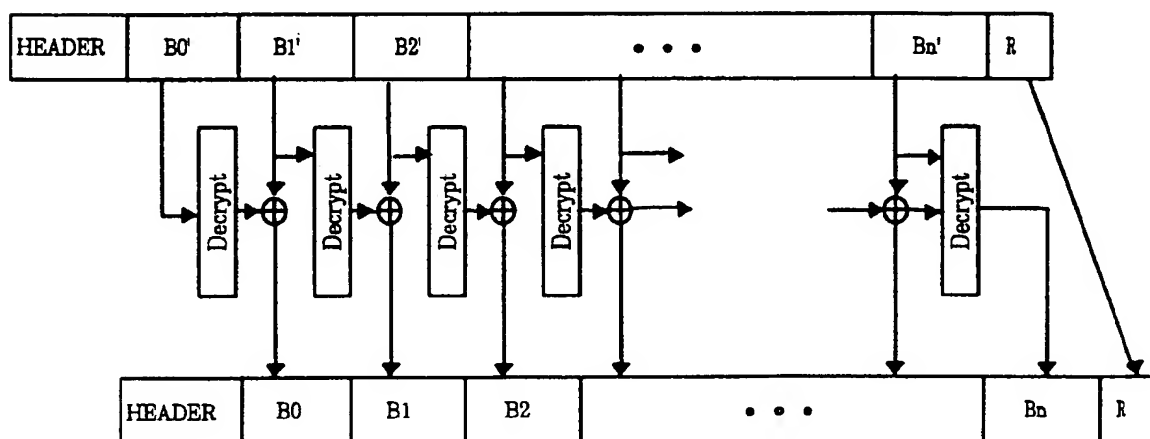 HEADER B0' B1' B2' • • • Bn' R
Decrypt Decrypt Decrypt Decrypt Decrypt
HEADER B0 B1 B2 • • • Bn R